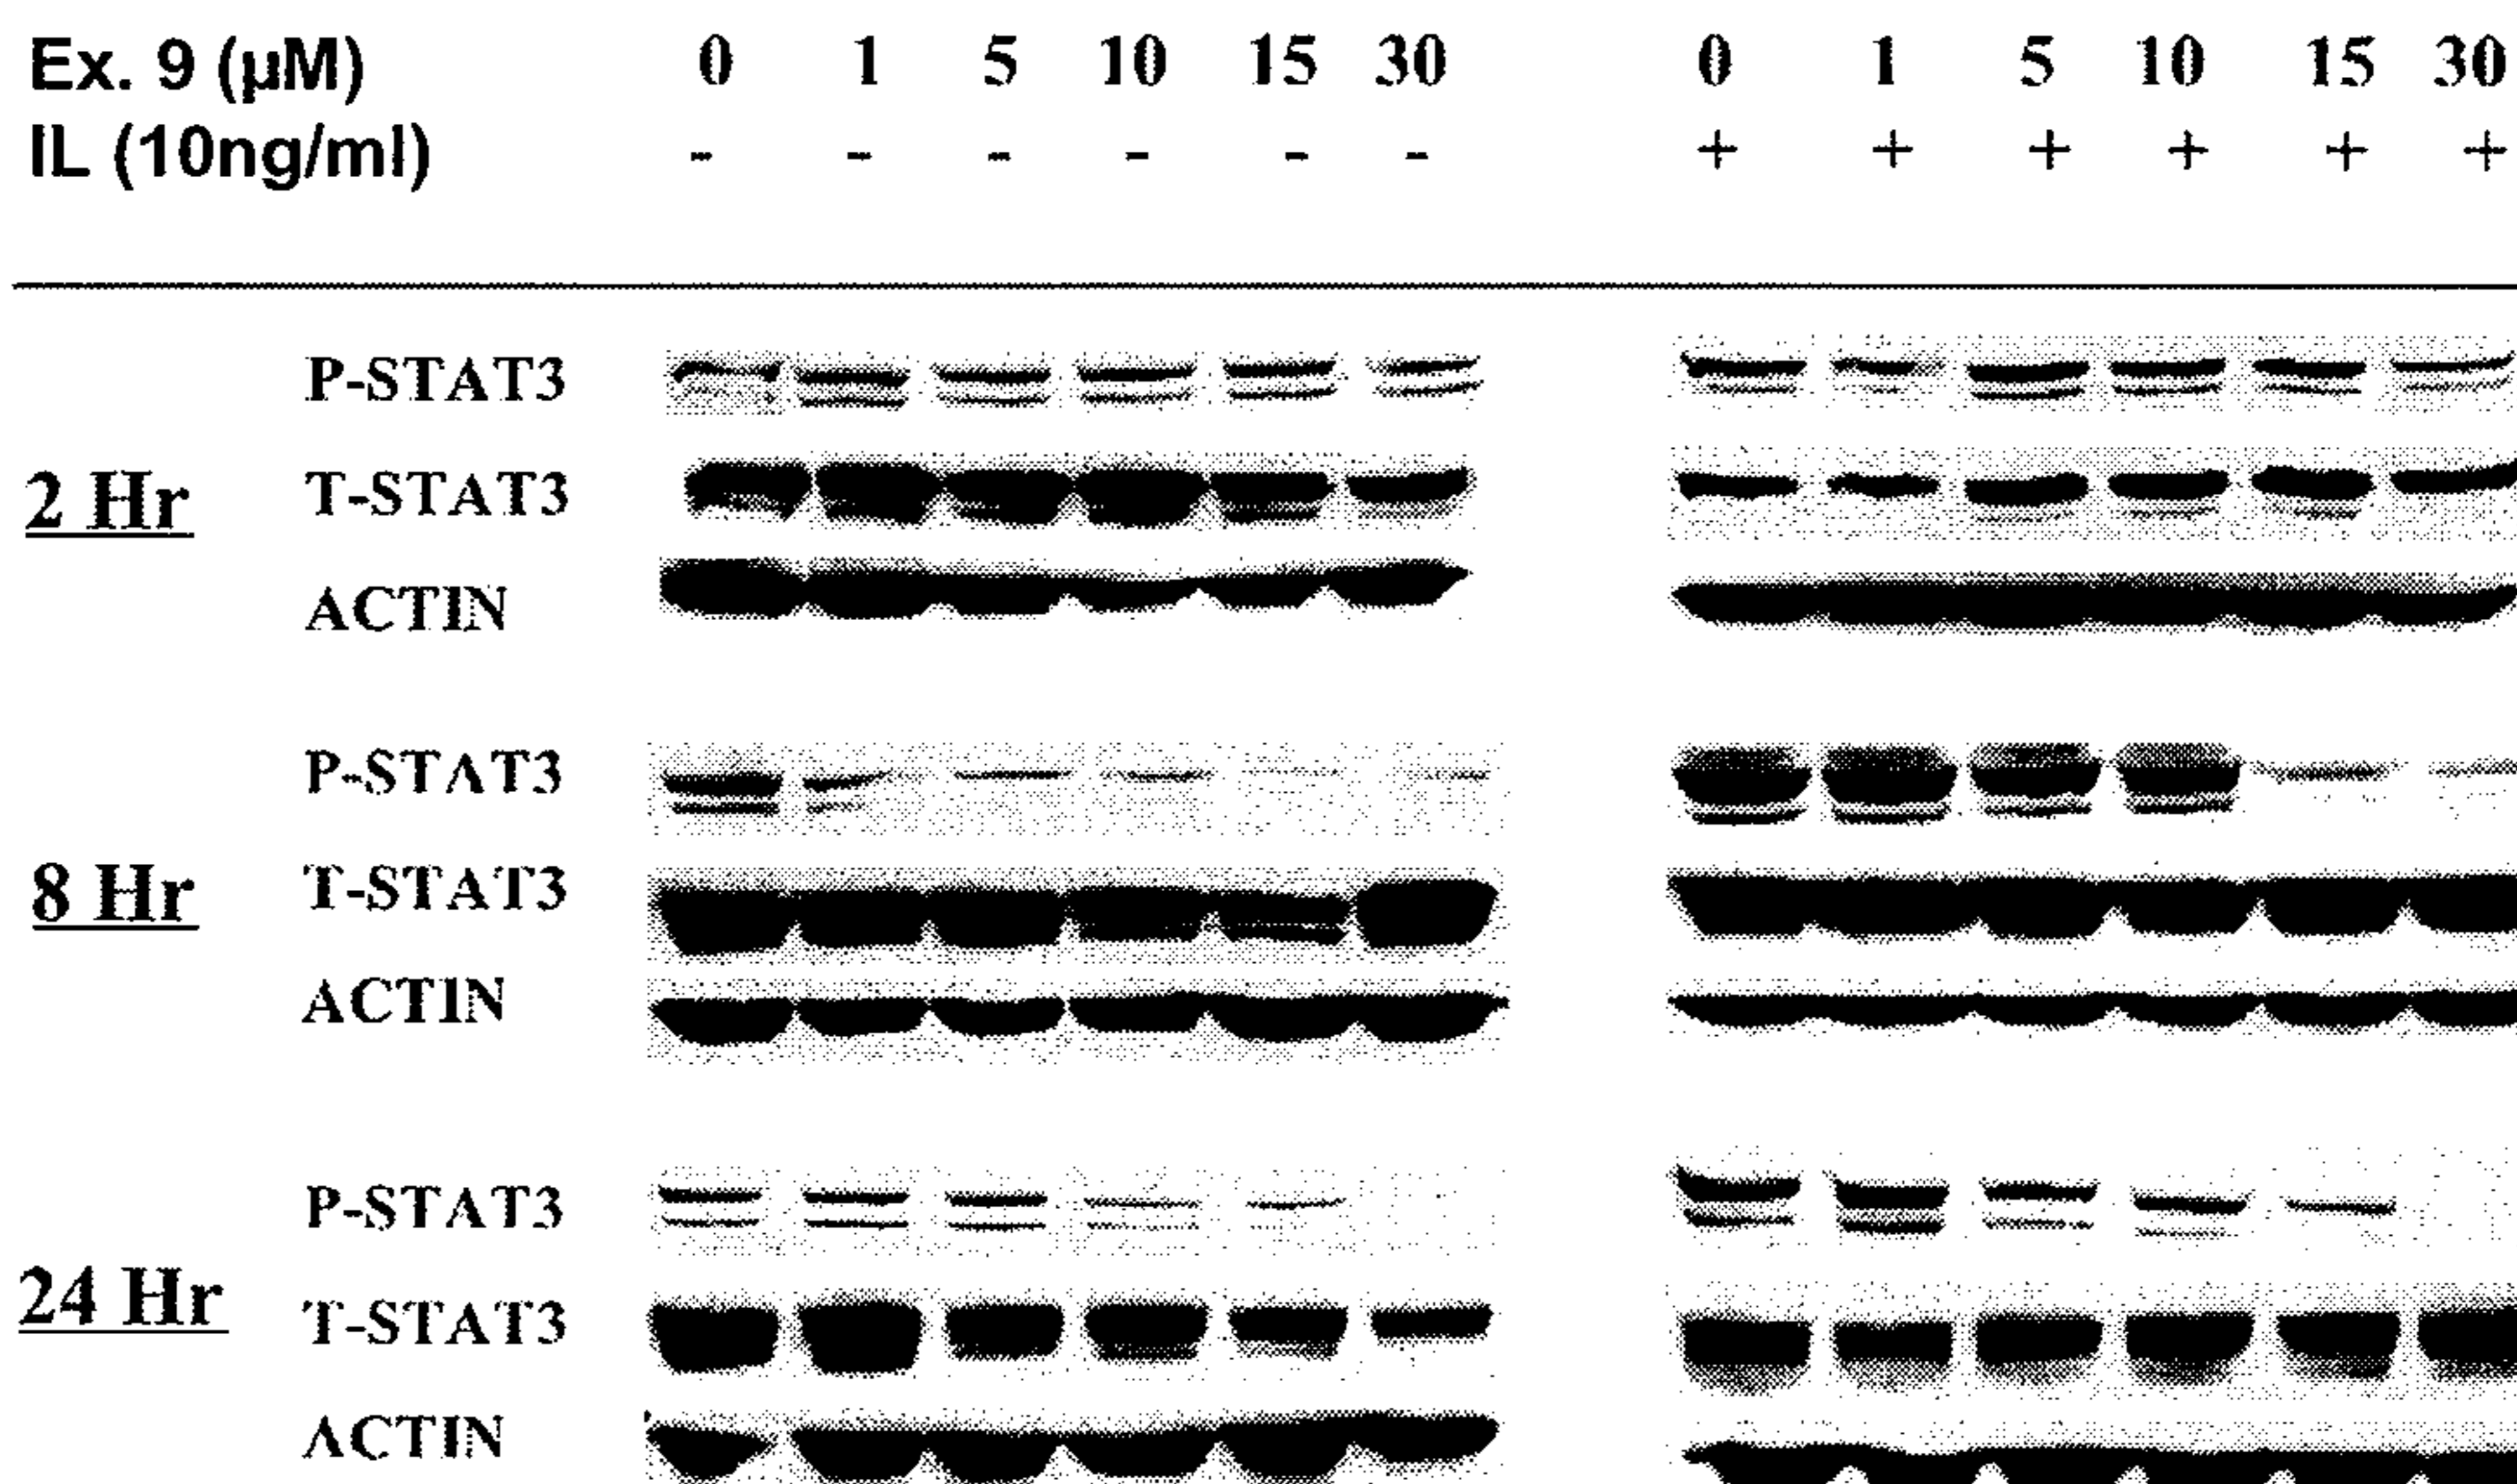 Ex. 9 (µM) 0 1 5 10 15 30 0 1 5 10 15 30
IL (10ng/ml) - - - - - - + + + + + +
P-STAT3
2 Hr T-STAT3
ACTIN
P-STAT3
8 Hr T-STAT3
ACTIN
P-STAT3
24 Hr T-STAT3
ACTIN